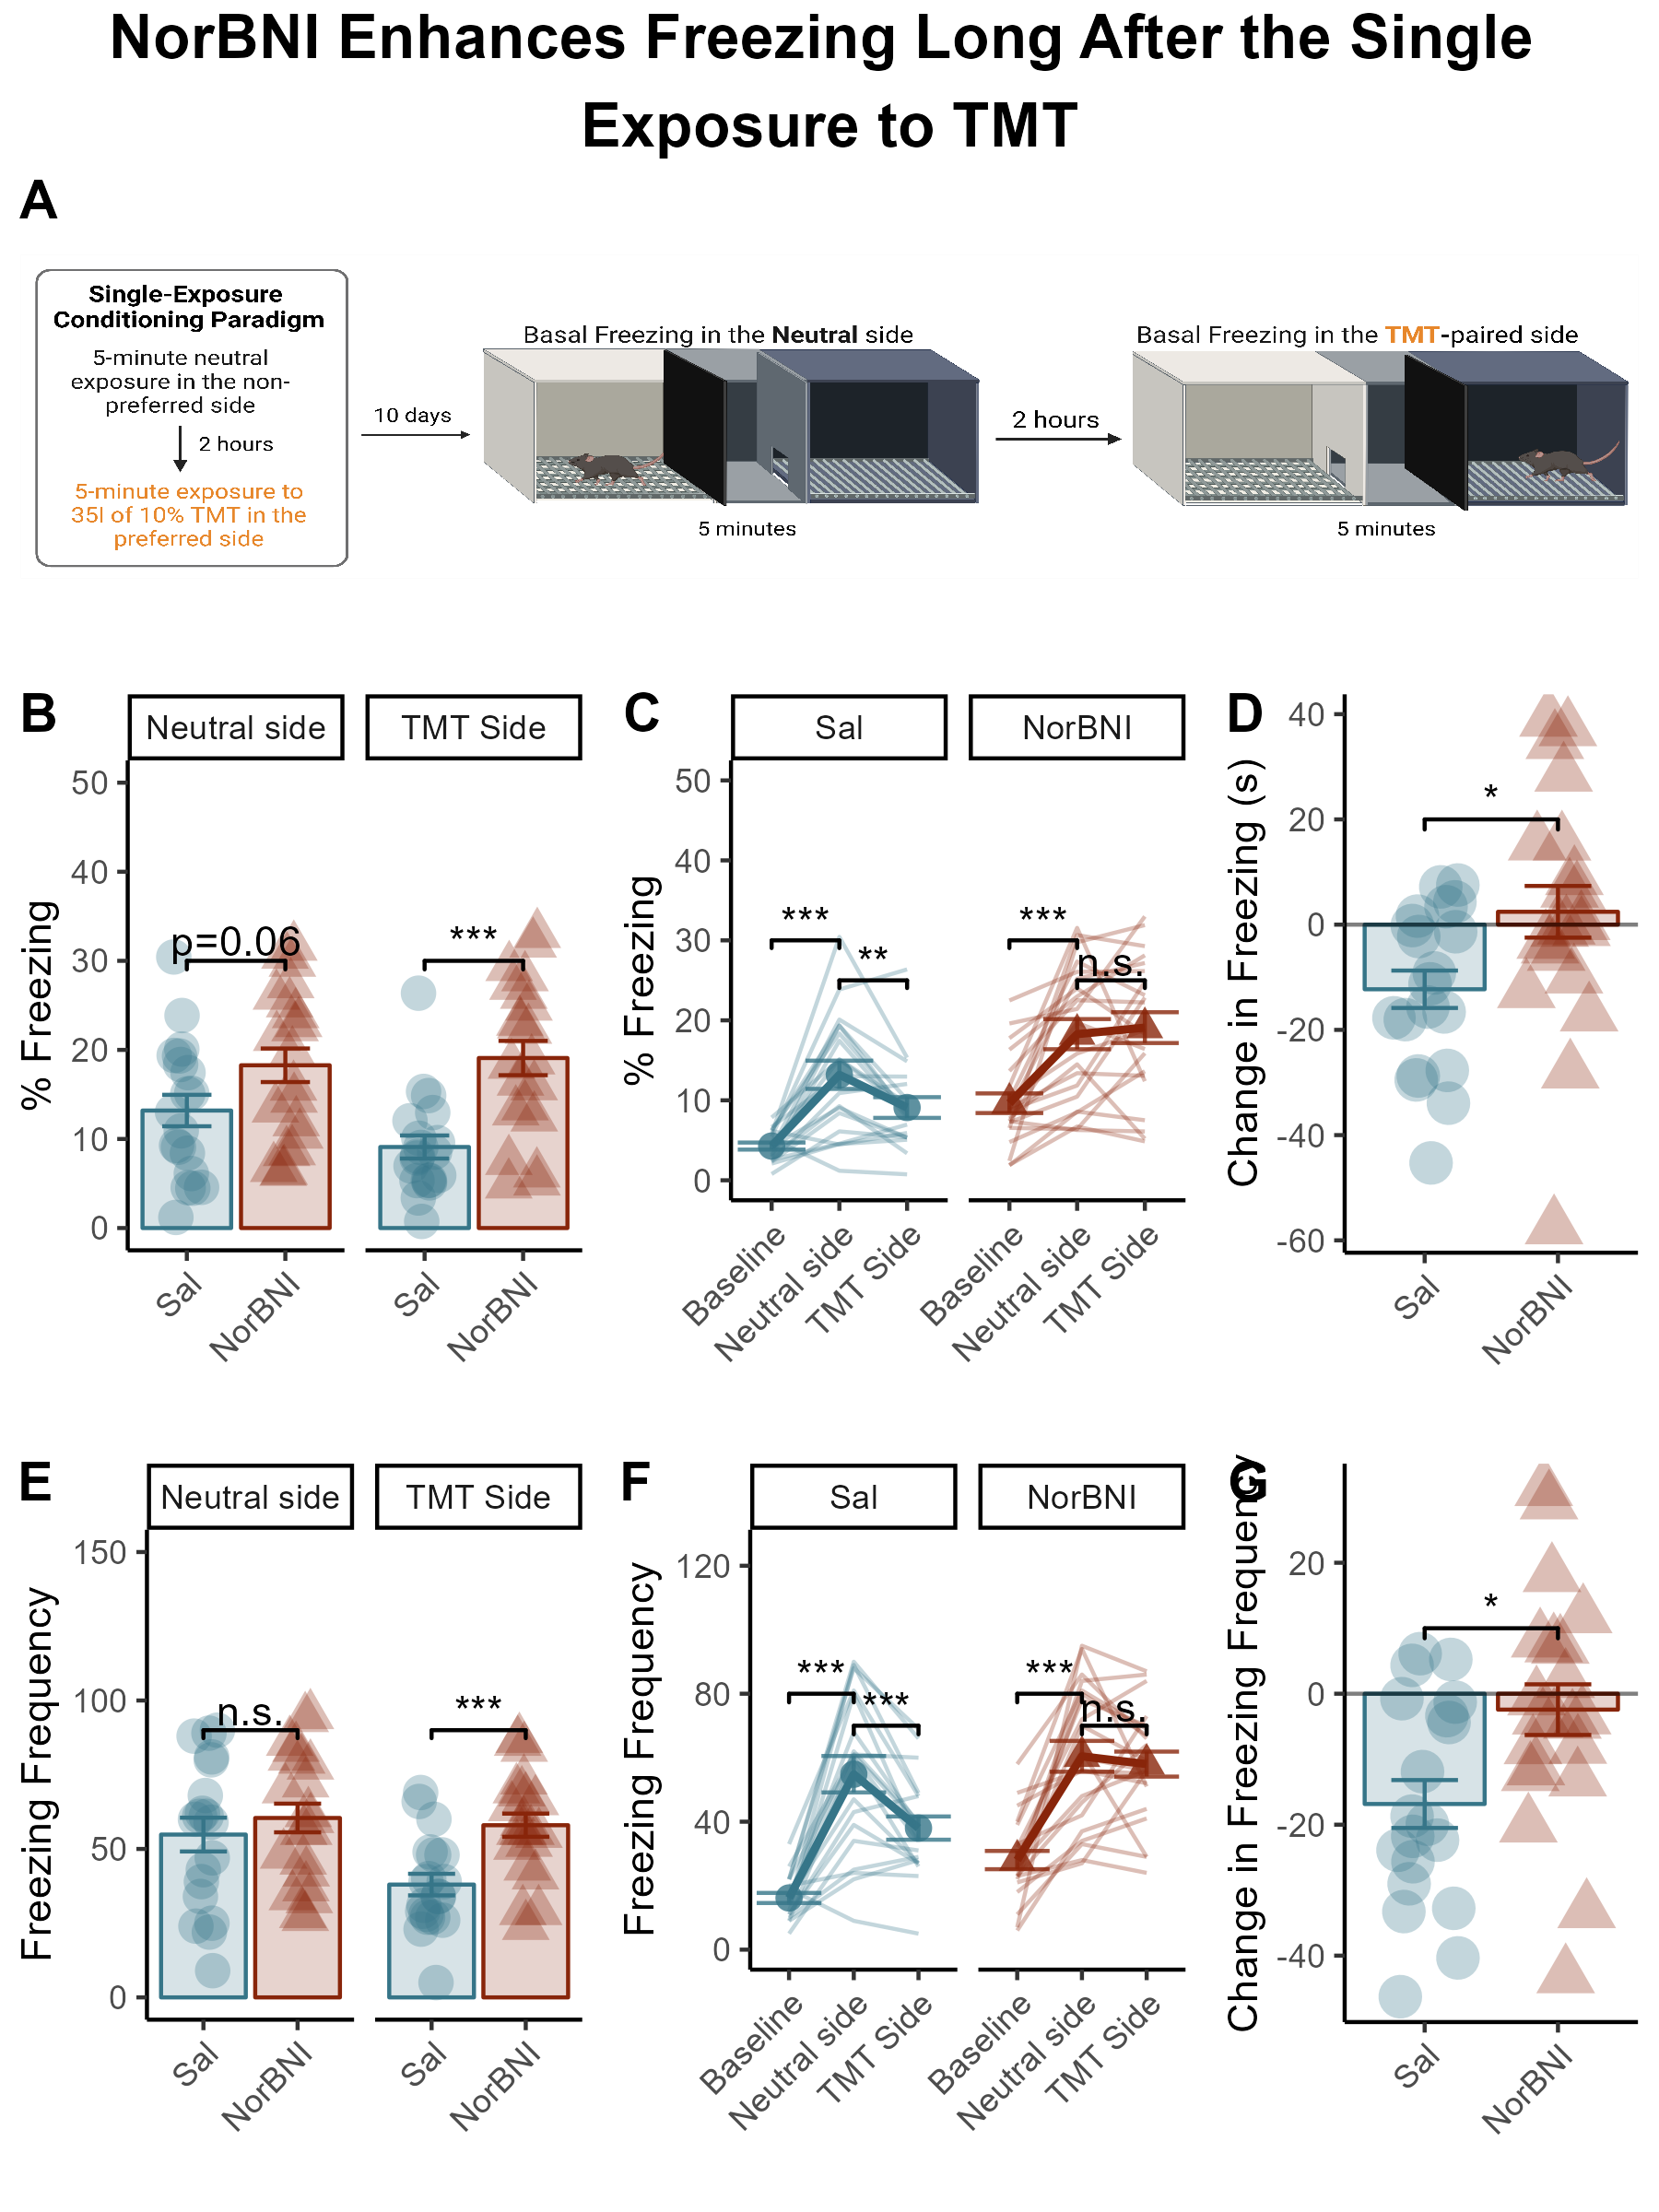 NorBNI Enhances Freezing Long After the Single
Exposure to TMT
A
Single-Exposure
Conditioning Paradigm
5-minute neutral
exposure in the non-
preferred side
2 hours
5-minute exposure to
35l of 10% TMT in the
preferred side
10 days
Basal Freezing in the Neutral side
5 minutes
2 hours
Basal Freezing in the TMT-paired side
5 minutes
B
Neutral side
TMT Side
% Freezing
50
40
30
20
10
0
p=0.06
***
Sal
NorBNI
Sal
NorBNI
C
Sal
NorBNI
% Freezing
50
40
30
20
10
0
***
**
***
n.s.
Baseline
Neutral side
TMT Side
Baseline
Neutral side
TMT Side
D
Change in Freezing (s)
40
20
0
-20
-40
-60
*
Sal
NorBNI
E
Neutral side
TMT Side
Freezing Frequency
150
100
50
0
n.s.
***
Sal
NorBNI
Sal
NorBNI
F
Sal
NorBNI
Freezing Frequency
120
80
40
0
***
***
***
n.s.
Baseline
Neutral side
TMT Side
Baseline
Neutral side
TMT Side
G
Change in Freezing Frequency
20
0
-20
-40
*
Sal
NorBNI